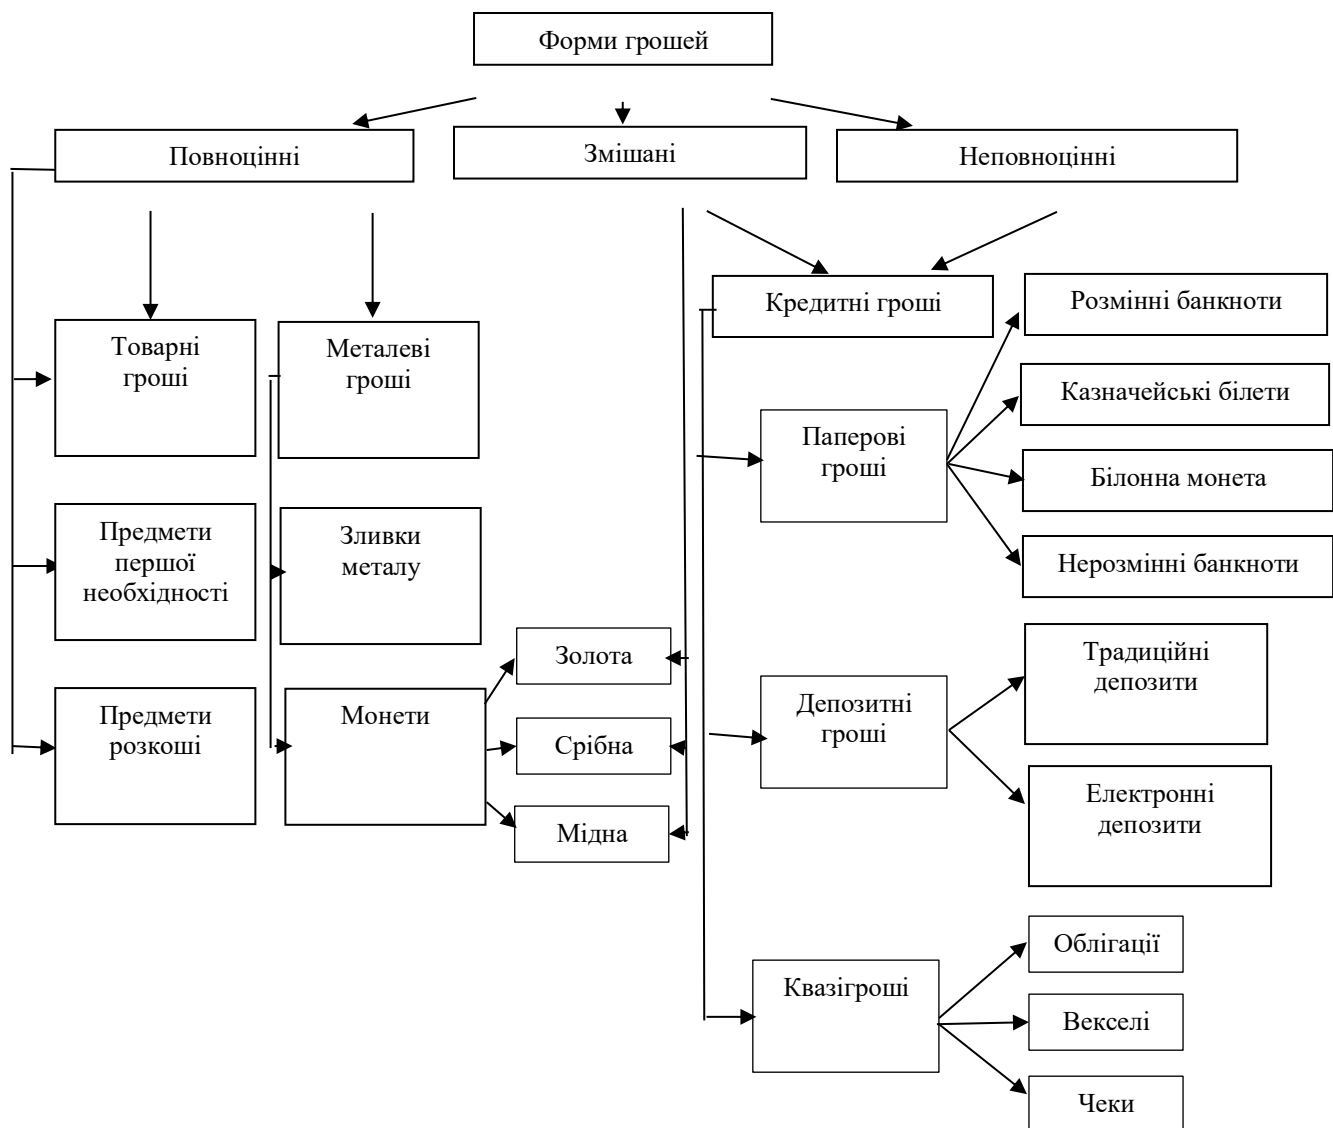 Форми грошей
Повноцінні
Змішані
Неповноцінні
Товарні
гроші
Металеві
гроші
Кредитні гроші
Розмінні банкноти
Казначейські білети
Паперові
гроші
Білонна монета
Нерозмінні банкноти
Предмети
першої
необхідності
Зливки
металу
Золота
Традиційні
депозити
Предмети
розкоші
Монети
Срібна
Депозитні
гроші
Мідна
Електронні
депозити
Облігації
Квазігроші
Векселі
Чеки